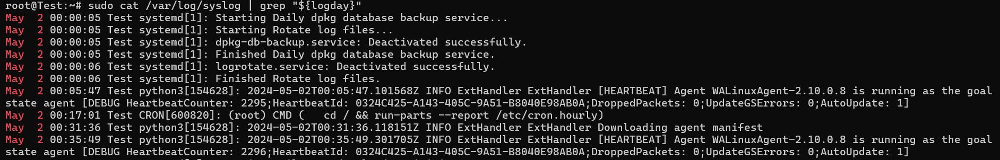 root@Test:~# sudo cat /var/log/syslog | grep "${logday}"
May  2 00:00:05 Test systemd[1]: Starting Daily dpkg database backup service...
May  2 00:00:05 Test systemd[1]: Starting Rotate log files...
May  2 00:00:05 Test systemd[1]: dpkg-db-backup.service: Deactivated successfully.
May  2 00:00:05 Test systemd[1]: Finished Daily dpkg database backup service.
May  2 00:00:06 Test systemd[1]: logrotate.service: Deactivated successfully.
May  2 00:00:06 Test systemd[1]: Finished Rotate log files.
May  2 00:05:47 Test python3[154628]: 2024-05-02T00:05:47.101568Z INFO ExtHandler ExtHandler [HEARTBEAT] Agent WALinuxAgent-2.10.0.8 is running as the goal
state agent [DEBUG HeartbeatCounter: 2295;HeartbeatId: 0324C425-A143-405C-9A51-B8040E98AB0A;DroppedPackets: 0;UpdateGSErrors: 0;AutoUpdate: 1]
May  2 00:17:01 Test CRON[600820]: (root) CMD (   cd / && run-parts --report /etc/cron.hourly)
May  2 00:31:36 Test python3[154628]: 2024-05-02T00:31:36.118151Z INFO ExtHandler ExtHandler Downloading agent manifest
May  2 00:35:49 Test python3[154628]: 2024-05-02T00:35:49.301705Z INFO ExtHandler ExtHandler [HEARTBEAT] Agent WALinuxAgent-2.10.0.8 is running as the goal
state agent [DEBUG HeartbeatCounter: 2296;HeartbeatId: 0324C425-A143-405C-9A51-B8040E98AB0A;DroppedPackets: 0;UpdateGSErrors: 0;AutoUpdate: 1]